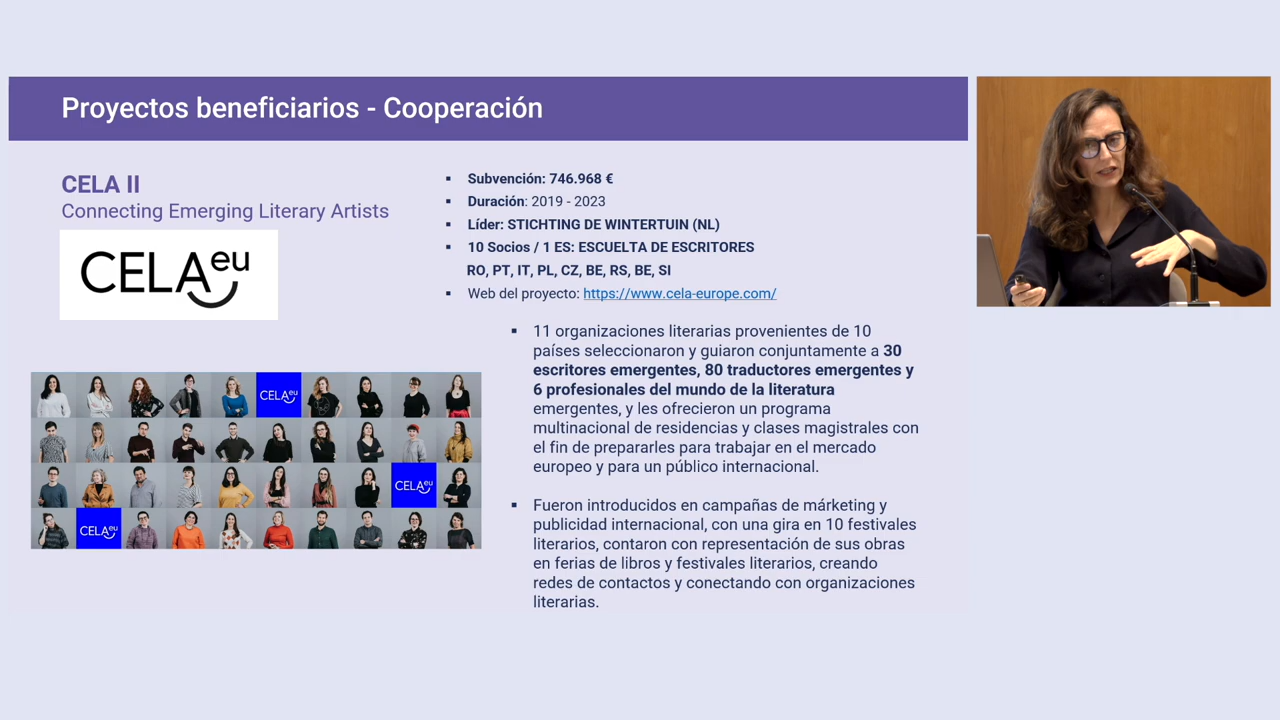 Proyectos beneficiarios - Cooperación
CELA II
Connecting Emerging Literary Artists
CELAeu
▪ Subvención: 746.968 €
▪ Duración: 2019 - 2023
▪ Líder: STICHTING DE WINTERTUIN (NL)
▪ 10 Socios / 1 ES: ESCUELTA DE ESCRITORES
RO, PT, IT, PL, CZ, BE, RS, BE, SI
▪ Web del proyecto: https://www.cela-europe.com/
▪ 11 organizaciones literarias provenientes de 10
países seleccionaron y guiaron conjuntamente a 30
escritores emergentes, 80 traductores emergentes y
6 profesionales del mundo de la literatura
emergentes, y les ofrecieron un programa
multinacional de residencias y clases magistrales con
el fin de prepararles para trabajar en el mercado
europeo y para un público internacional.
▪ Fueron introducidos en campañas de márketing y
publicidad internacional, con una gira en 10 festivales
literarios, contaron con representación de sus obras
en ferias de libros y festivales literarios, creando
redes de contactos y conectando con organizaciones
literarias.
CELAeu
CELAeu
CELAeu